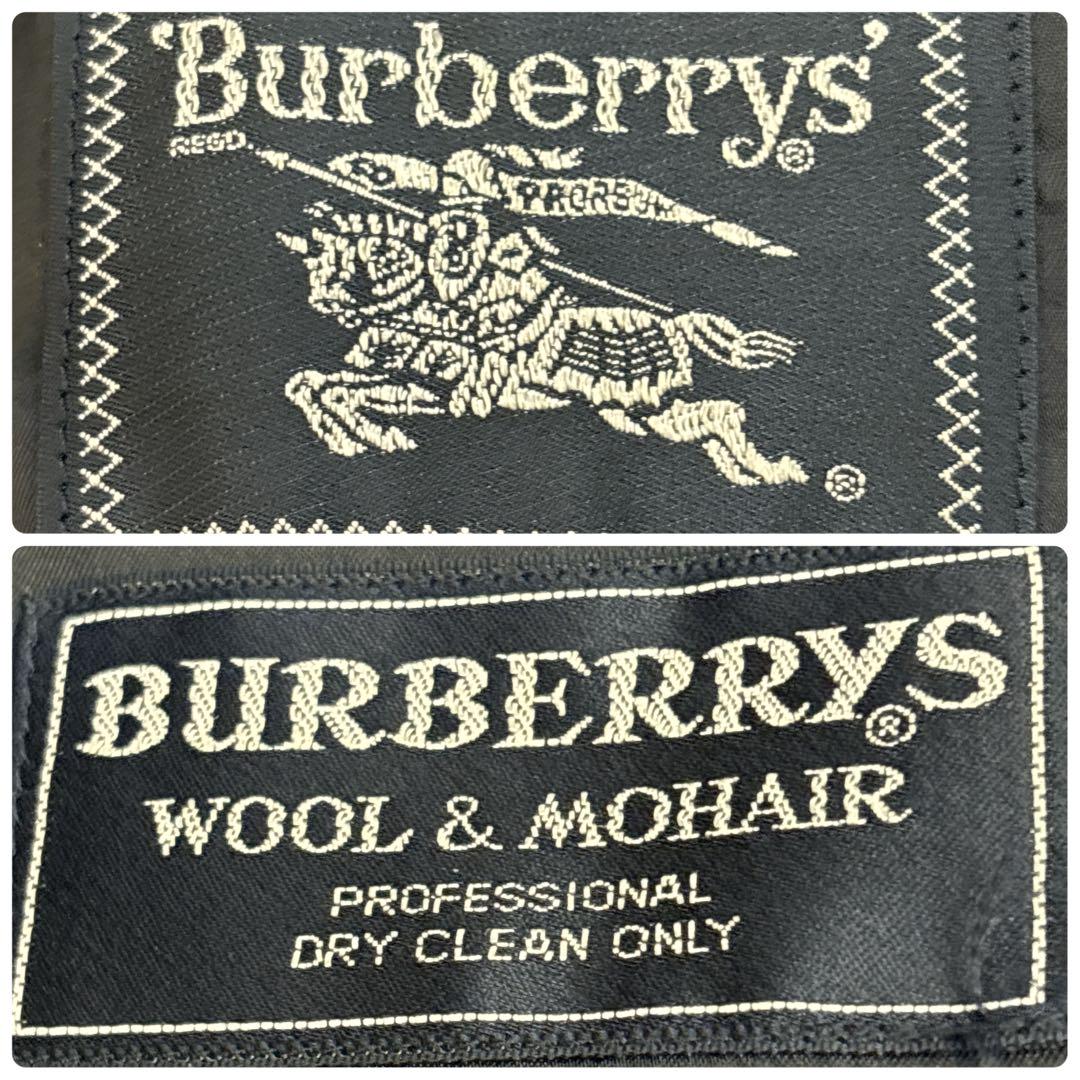 'Burberrys'®
REGD.
PRORSUM
®
BURBERRYS®
WOOL & MOHAIR
PROFESSIONAL
DRY CLEAN ONLY